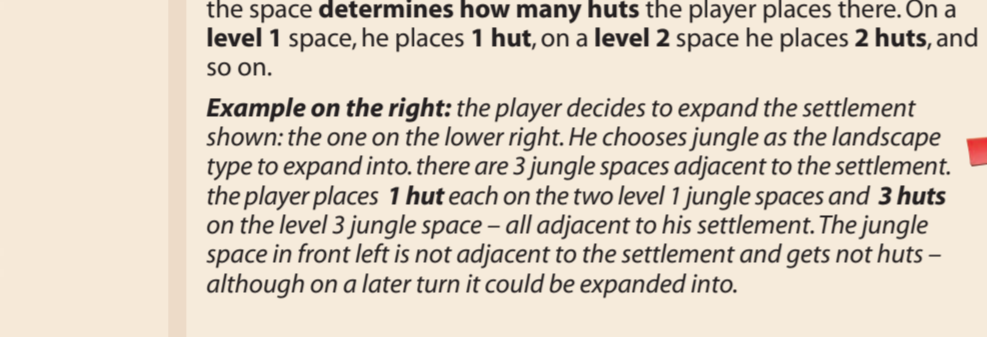 the space determines how many huts the player places there. On a
level 1 space, he places 1 hut, on a level 2 space he places 2 huts, and
so on.
Example on the right: the player decides to expand the settlement
shown: the one on the lower right. He chooses jungle as the landscape
type to expand into. there are 3 jungle spaces adjacent to the settlement.
the player places 1 hut each on the two level 1 jungle spaces and 3 huts
on the level 3 jungle space – all adjacent to his settlement. The jungle
space in front left is not adjacent to the settlement and gets not huts –
although on a later turn it could be expanded into.